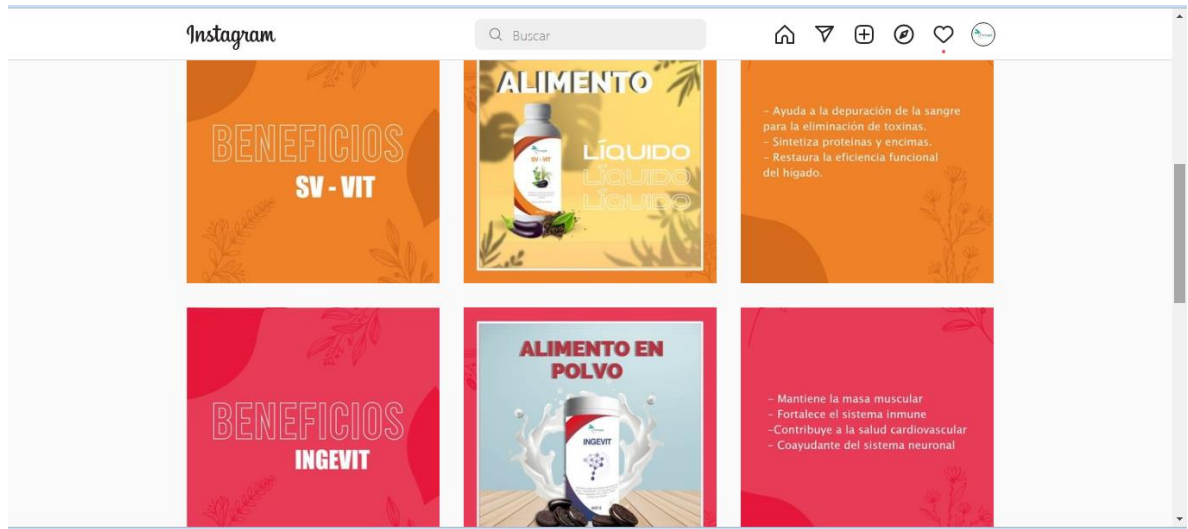 Instagram
Buscar
BENEFICIOS
SV - VIT
ALIMENTO
LÍQUIDO
LÍQUIDO
LÍQUIDO
SV - VIT
- Ayuda a la depuración de la sangre
para la eliminación de toxinas.
- Sintetiza proteínas y encimas.
- Restaura la eficiencia funcional
del hígado.
BENEFICIOS
INGEVIT
ALIMENTO EN
POLVO
INGEVIT
- Mantiene la masa muscular
- Fortalece el sistema inmune
-Contribuye a la salud cardiovascular
- Coayudante del sistema neuronal